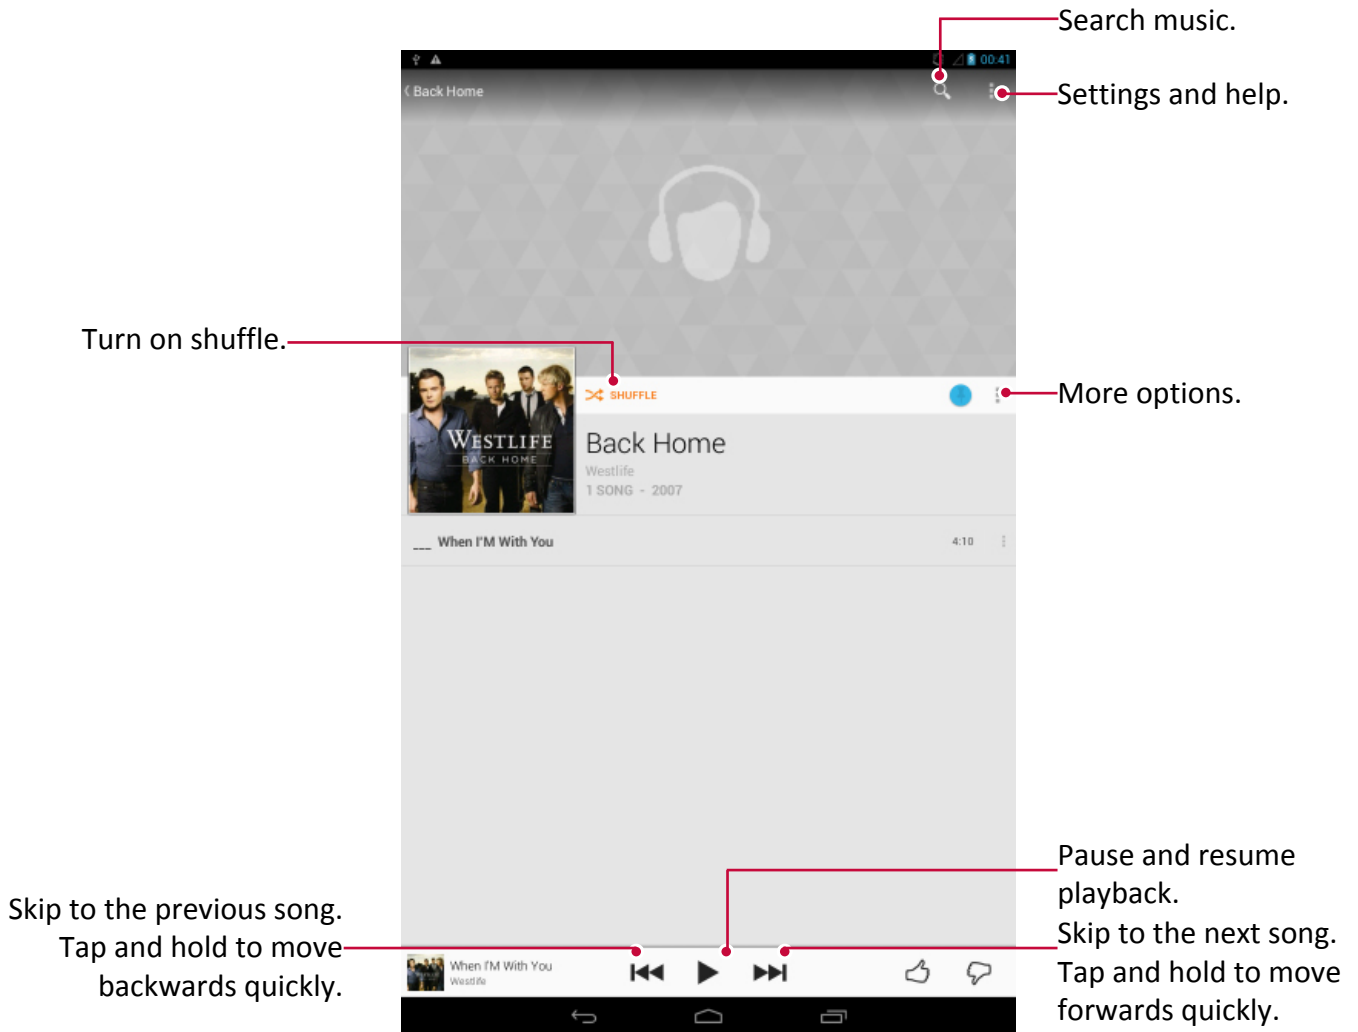 Search music.
00:41
Back Home
Settings and help.
Turn on shuffle.
SHUFFLE
More options.
WESTLIFE
BACK HOME
Back Home
Westlife
1 SONG - 2007
___ When I'M With You
4:10
Pause and resume
playback.
Skip to the previous song.
Tap and hold to move
backwards quickly.
Skip to the next song.
Tap and hold to move
forwards quickly.
When I'M With You
Westlife